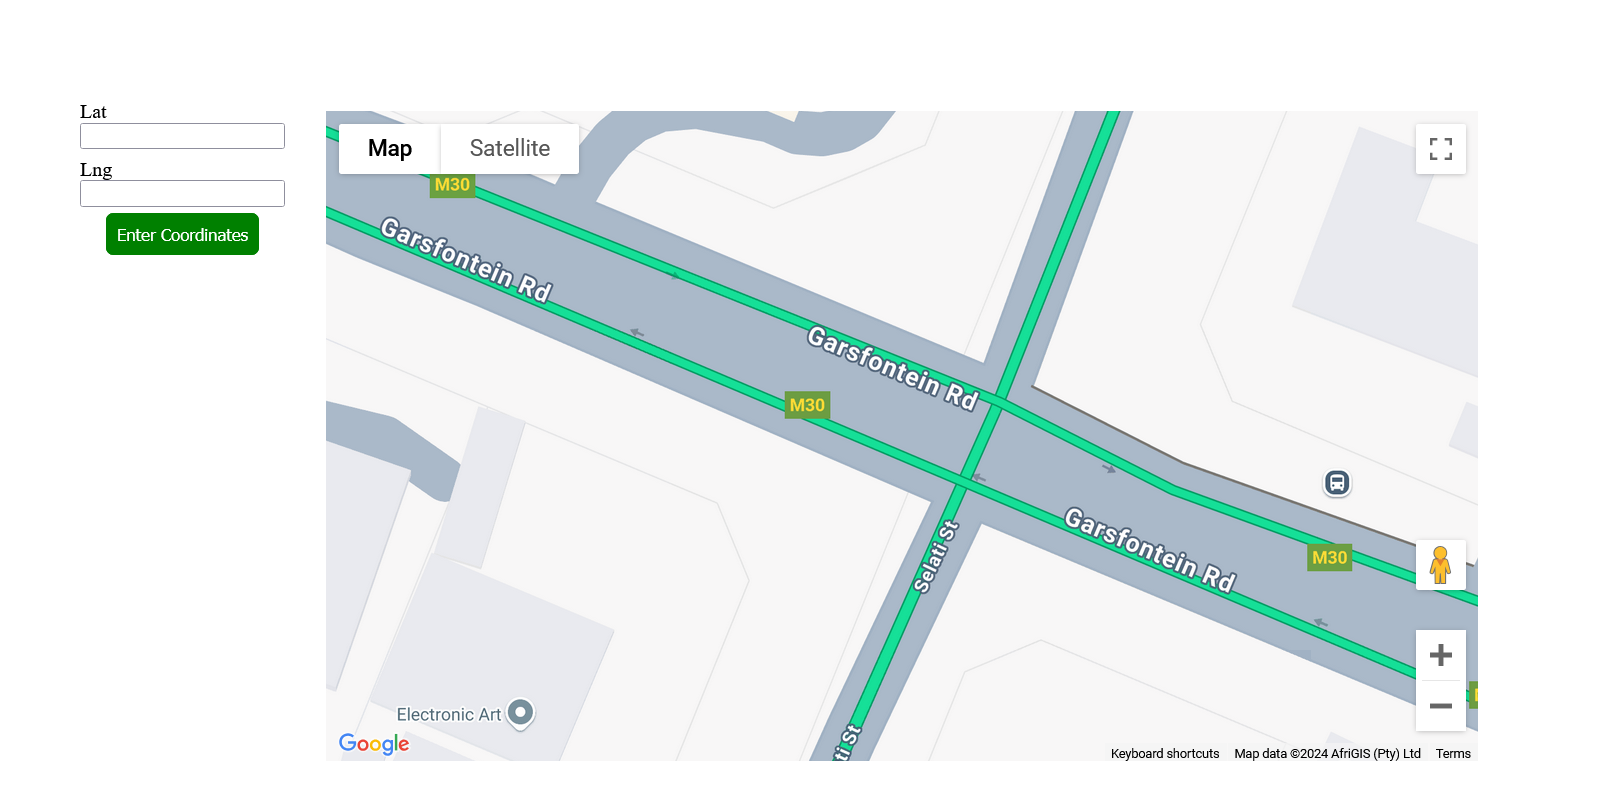 Lat
Lng
Enter Coordinates
Map
Satellite
M30
Garsfontein Rd
Garsfontein Rd
M30
Garsfontein Rd
M30
Selati St
ti St
Electronic Art
Google
Keyboard shortcuts
Map data ©2024 AfriGIS (Pty) Ltd
Terms